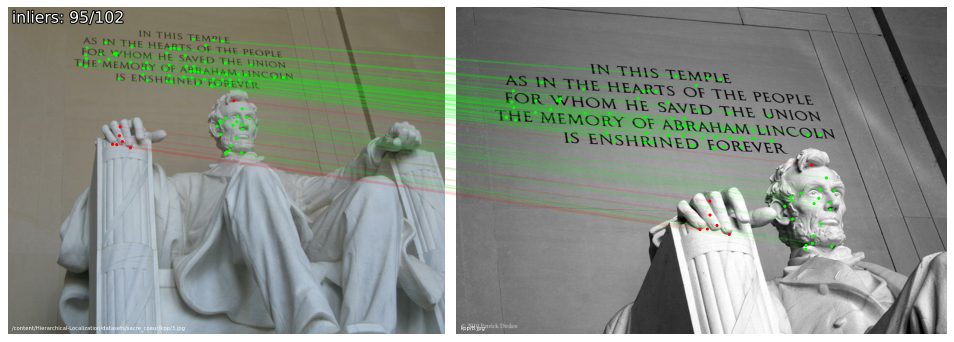 inliers: 95/102
IN THIS TEMPLE
AS IN THE HEARTS OF THE PEOPLE
FOR WHOM HE SAVED THE UNION
THE MEMORY OF ABRAHAM LINCOLN
IS ENSHRINED FOREVER
IN THIS TEMPLE
AS IN THE HEARTS OF THE PEOPLE
FOR WHOM HE SAVED THE UNION
THE MEMORY OF ABRAHAM LINCOLN
IS ENSHRINED FOREVER